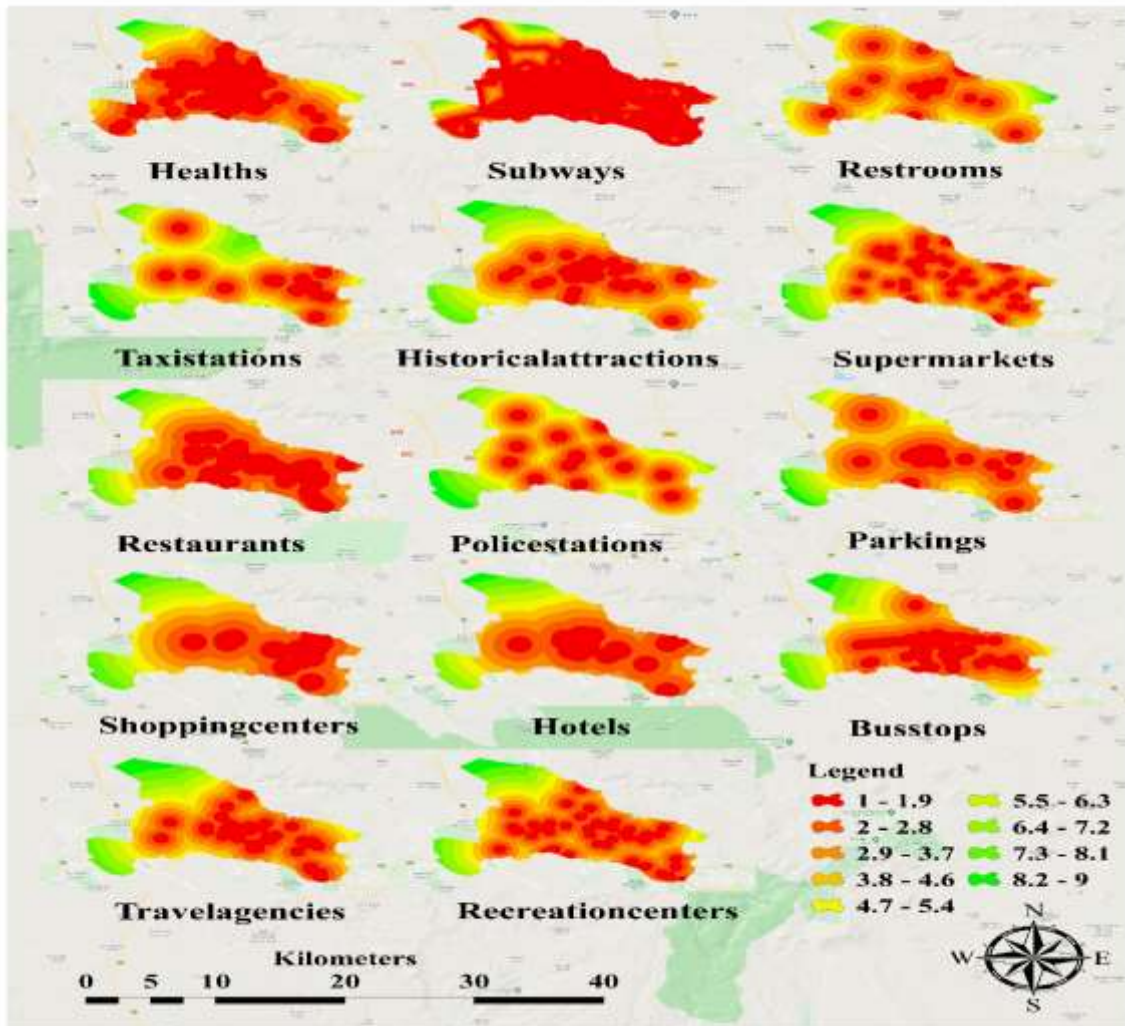 Healths Subways Restrooms
Taxistations Historicalattractions Supermarkets
Restaurants Policestations Parkings
Shoppingcenters Hotels Busstops
Legend
1 - 1.9 5.5 - 6.3
2 - 2.8 6.4 - 7.2
2.9 - 3.7 7.3 - 8.1
3.8 - 4.6 8.2 - 9
4.7 - 5.4
Travelagencies Recreationcenters
N
W E
S
Kilometers
0 5 10 20 30 40